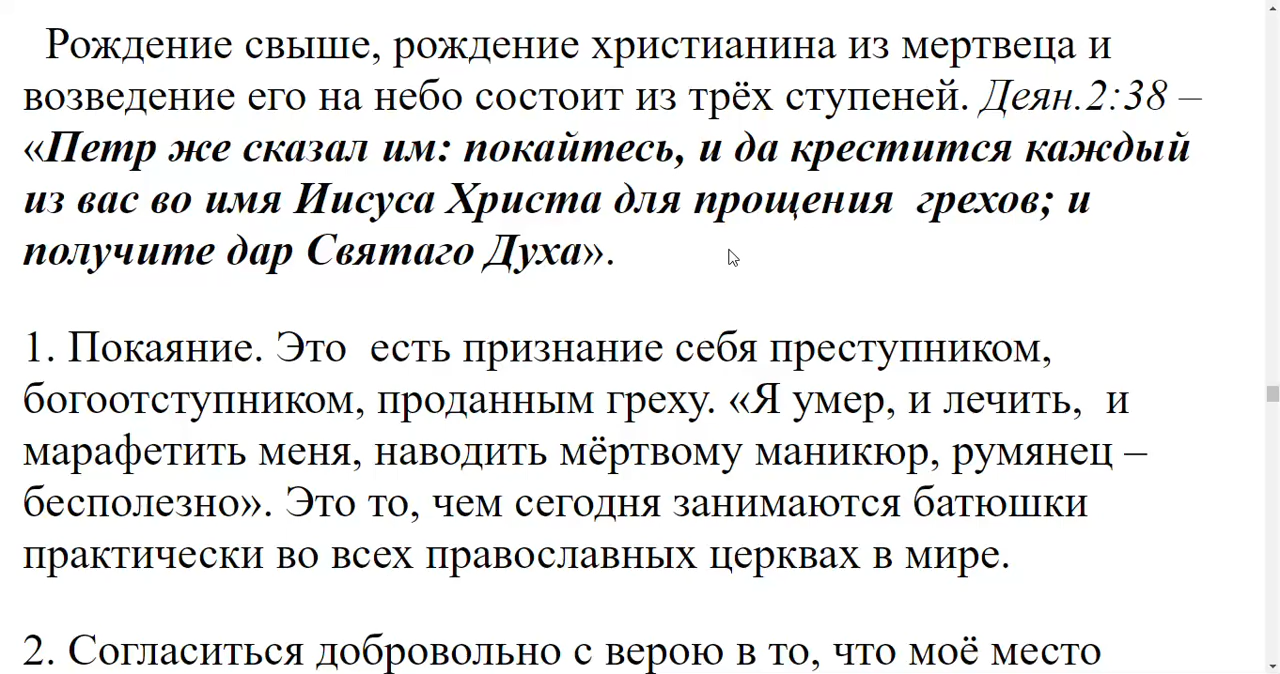 Рождение свыше, рождение христианина из мертвеца и
возведение его на небо состоит из трёх ступеней. Деян.2:38 –
«Петр же сказал им: покайтесь, и да крестится каждый
из вас во имя Иисуса Христа для прощения  грехов; и
получите дар Святаго Духа».
1. Покаяние. Это  есть признание себя преступником,
богоотступником, проданным греху. «Я умер, и лечить,  и
марафетить меня, наводить мёртвому маникюр, румянец –
бесполезно». Это то, чем сегодня занимаются батюшки
практически во всех православных церквах в мире.
2. Согласиться добровольно с верою в то, что моё место